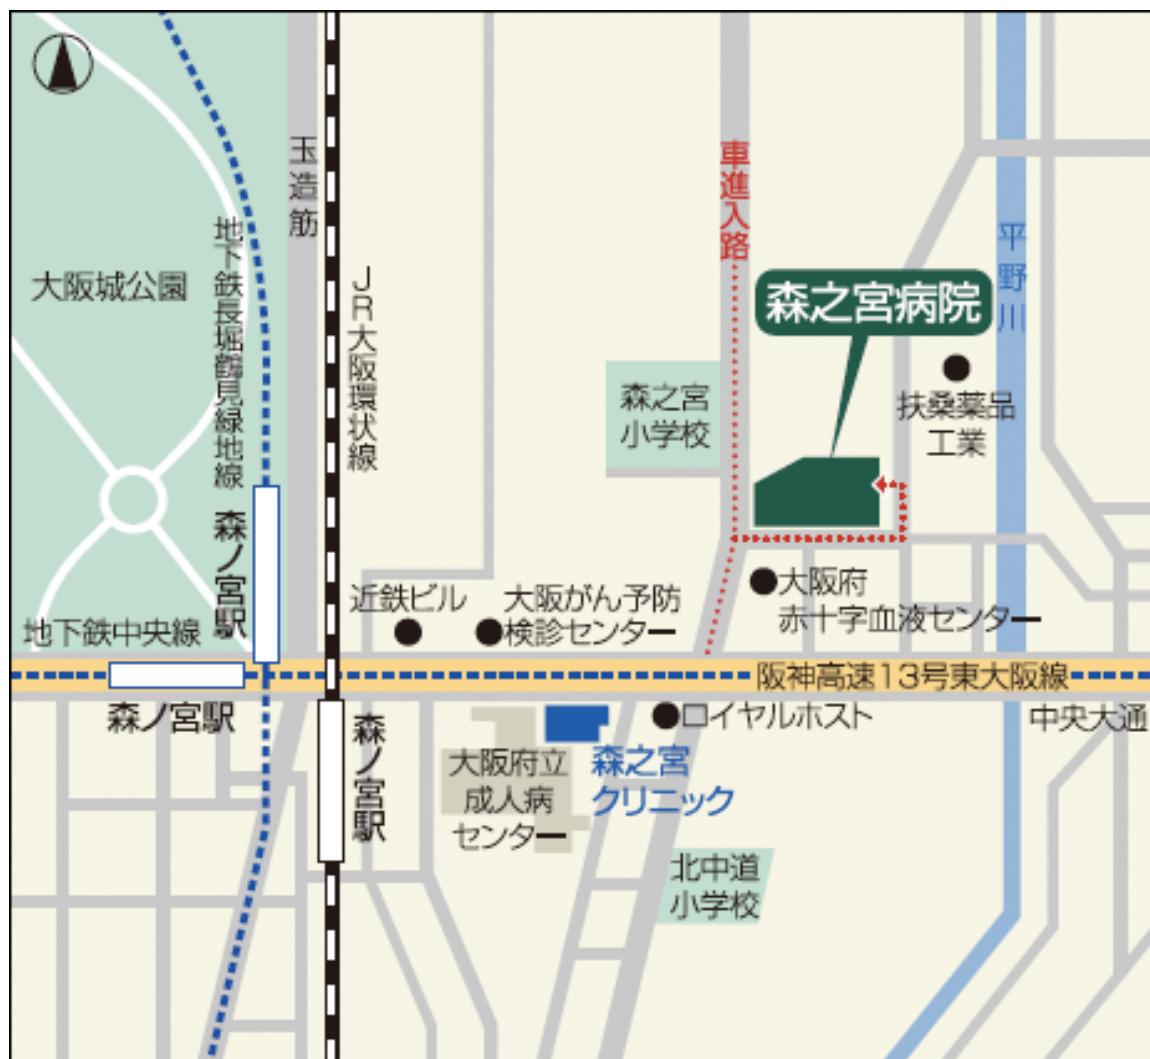 玉造筋
車進入路
地下鉄長堀鶴見緑地線
平野川
大阪城公園
JR大阪環状線
森之宮病院
森之宮
小学校
扶桑薬品
工業
森ノ宮駅
大阪府
赤十字血液センター
近鉄ビル
大阪がん予防
検診センター
地下鉄中央線
阪神高速13号東大阪線
森ノ宮駅
森ノ宮駅
ロイヤルホスト
中央大通
大阪府立
成人病
センター
森之宮
クリニック
北中道
小学校